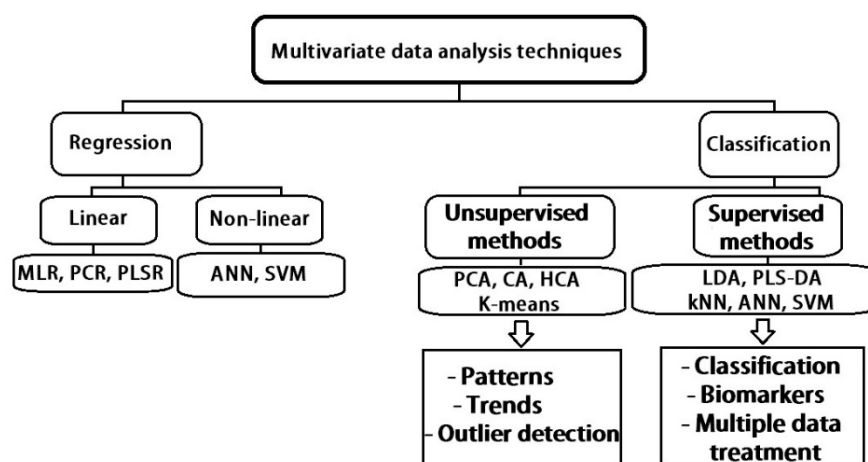 Multivariate data analysis techniques
Regression
Classification
Linear
Non-linear
Unsupervised
methods
Supervised
methods
MLR, PCR, PLSR
ANN, SVM
PCA, CA, HCA
K-means
LDA, PLS-DA
kNN, ANN, SVM
- Patterns
- Trends
- Outlier detection
- Classification
- Biomarkers
- Multiple data
treatment